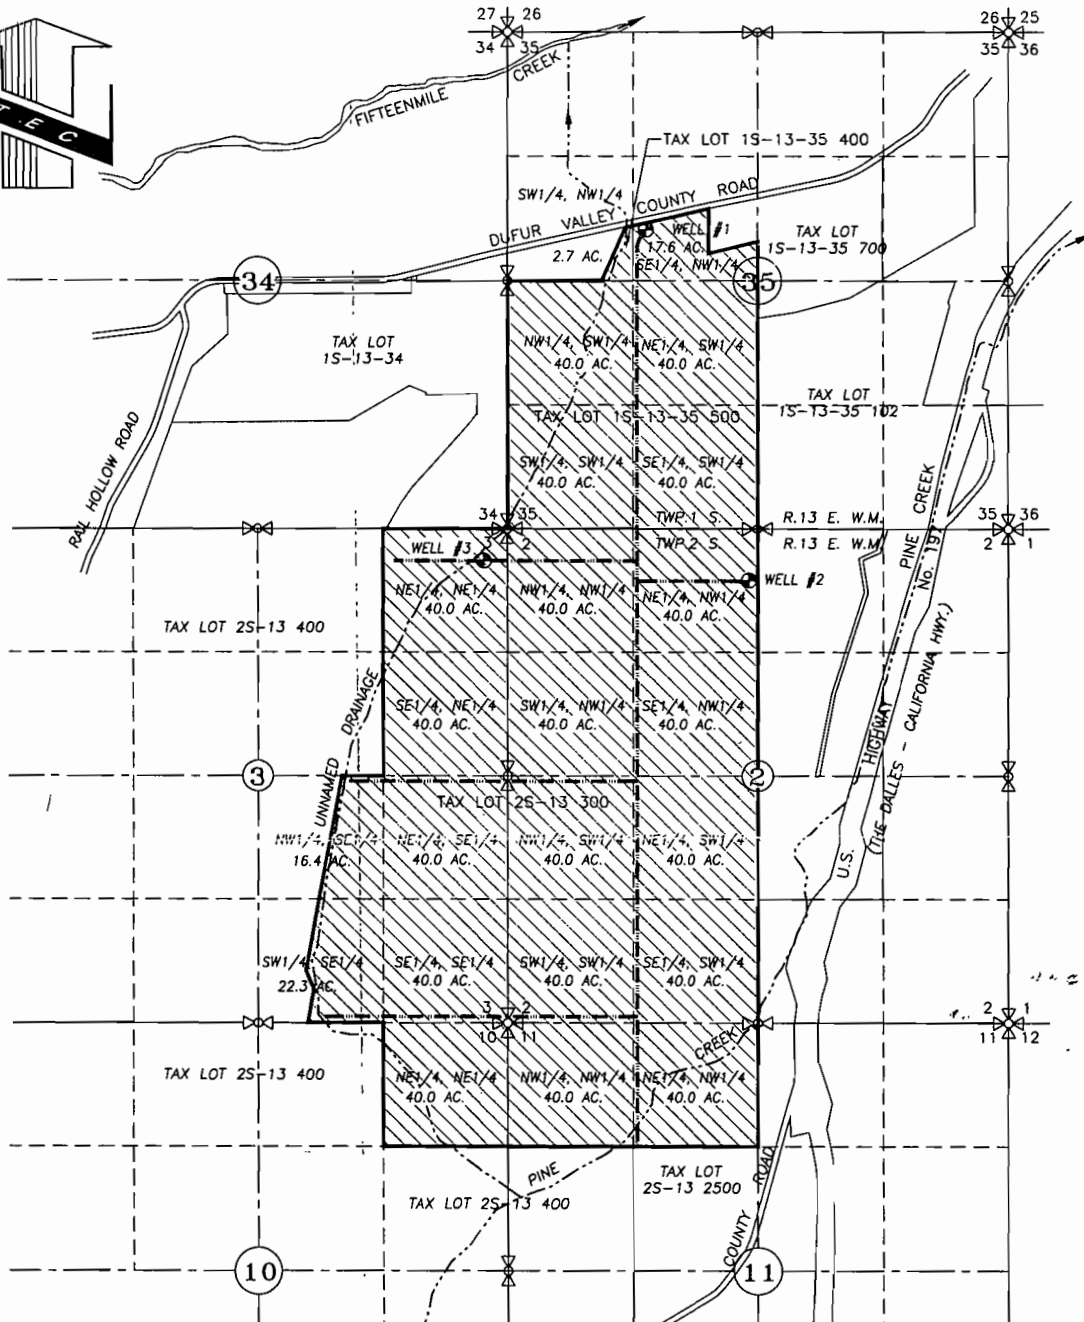 27 26
34 35
26 25
35 36
T E C
FIFTEENMILE CREEK
TAX LOT 1S-13-35 400
SW1/4, NW1/4
DUFUR VALLEY COUNTY ROAD
WELL #1
17.6 AC.
SE1/4, NW1/4
2.7 AC.
TAX LOT
1S-13-35 700
34
35
TAX LOT
1S-13-34
NW1/4, SW1/4
40.0 AC.
NE1/4, SW1/4
40.0 AC.
TAX LOT
1S-13-35 102
TAX LOT 1S-13-35 500
RAIL HOLLOW ROAD
SW1/4, SW1/4
40.0 AC.
SE1/4, SW1/4
40.0 AC.
34 35
3 2
TWP.1 S.
R.13 E. W.M.
TWP.2 S.
R.13 E. W.M.
35 36
2 1
PINE CREEK
WELL #3
WELL #2
NE1/4, NE1/4
40.0 AC.
NW1/4, NW1/4
40.0 AC.
NE1/4, NW1/4
40.0 AC.
TAX LOT 2S-13 400
SE1/4, NE1/4
40.0 AC.
SW1/4, NW1/4
40.0 AC.
SE1/4, NW1/4
40.0 AC.
UNNAMED DRAINAGE
U.S. HIGHWAY No. 197
(THE DALLES - CALIFORNIA HWY.)
3
2
TAX LOT 2S-13 300
NW1/4, SE1/4
16.4 AC.
NE1/4, SE1/4
40.0 AC.
NW1/4, SW1/4
40.0 AC.
NE1/4, SW1/4
40.0 AC.
SW1/4, SE1/4
22.3 AC.
SE1/4, SE1/4
40.0 AC.
SW1/4, SW1/4
40.0 AC.
SE1/4, SW1/4
40.0 AC.
3 2
10 11
2 1
11 12
TAX LOT 2S-13 400
NE1/4, NE1/4
40.0 AC.
NW1/4, NW1/4
40.0 AC.
NE1/4, NW1/4
40.0 AC.
PINE CREEK
TAX LOT 2S-13 400
TAX LOT
2S-13 2500
COUNTY ROAD
10
11